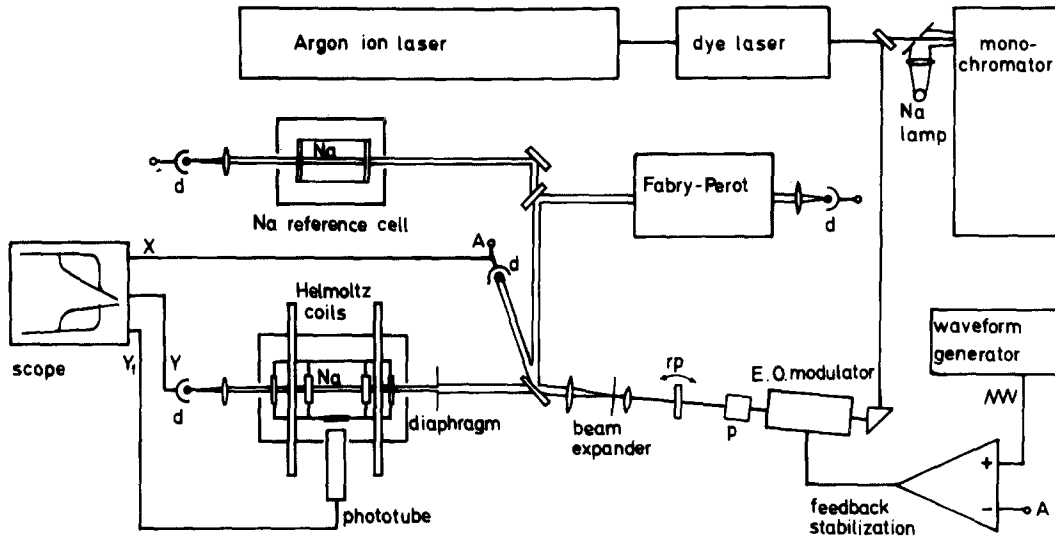 Argon ion laser
dye laser
mono-
chromator
Na
lamp
Na
d
Na reference cell
Fabry-Perot
d
X
A
d
Helmoltz
coils
scope
Y₁
Y
d
Na
diaphragm
phototube
beam
expander
rp
p
E.O.modulator
waveform
generator
+
-
A
feedback
stabilization